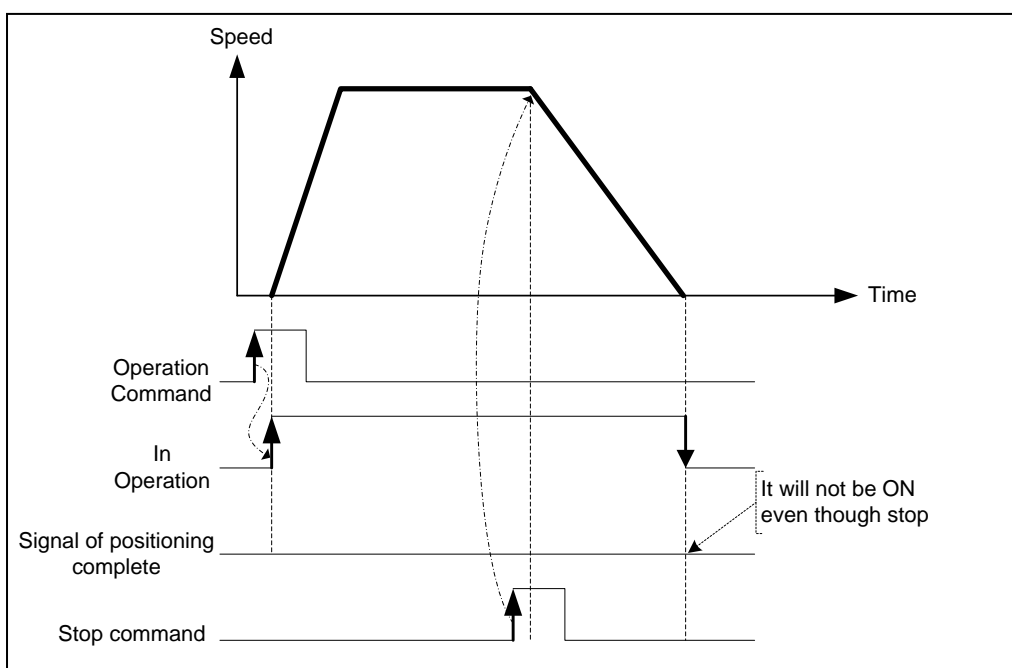 Speed
Time
Operation
Command
In
Operation
It will not be ON
even though stop
Signal of positioning
complete
Stop command